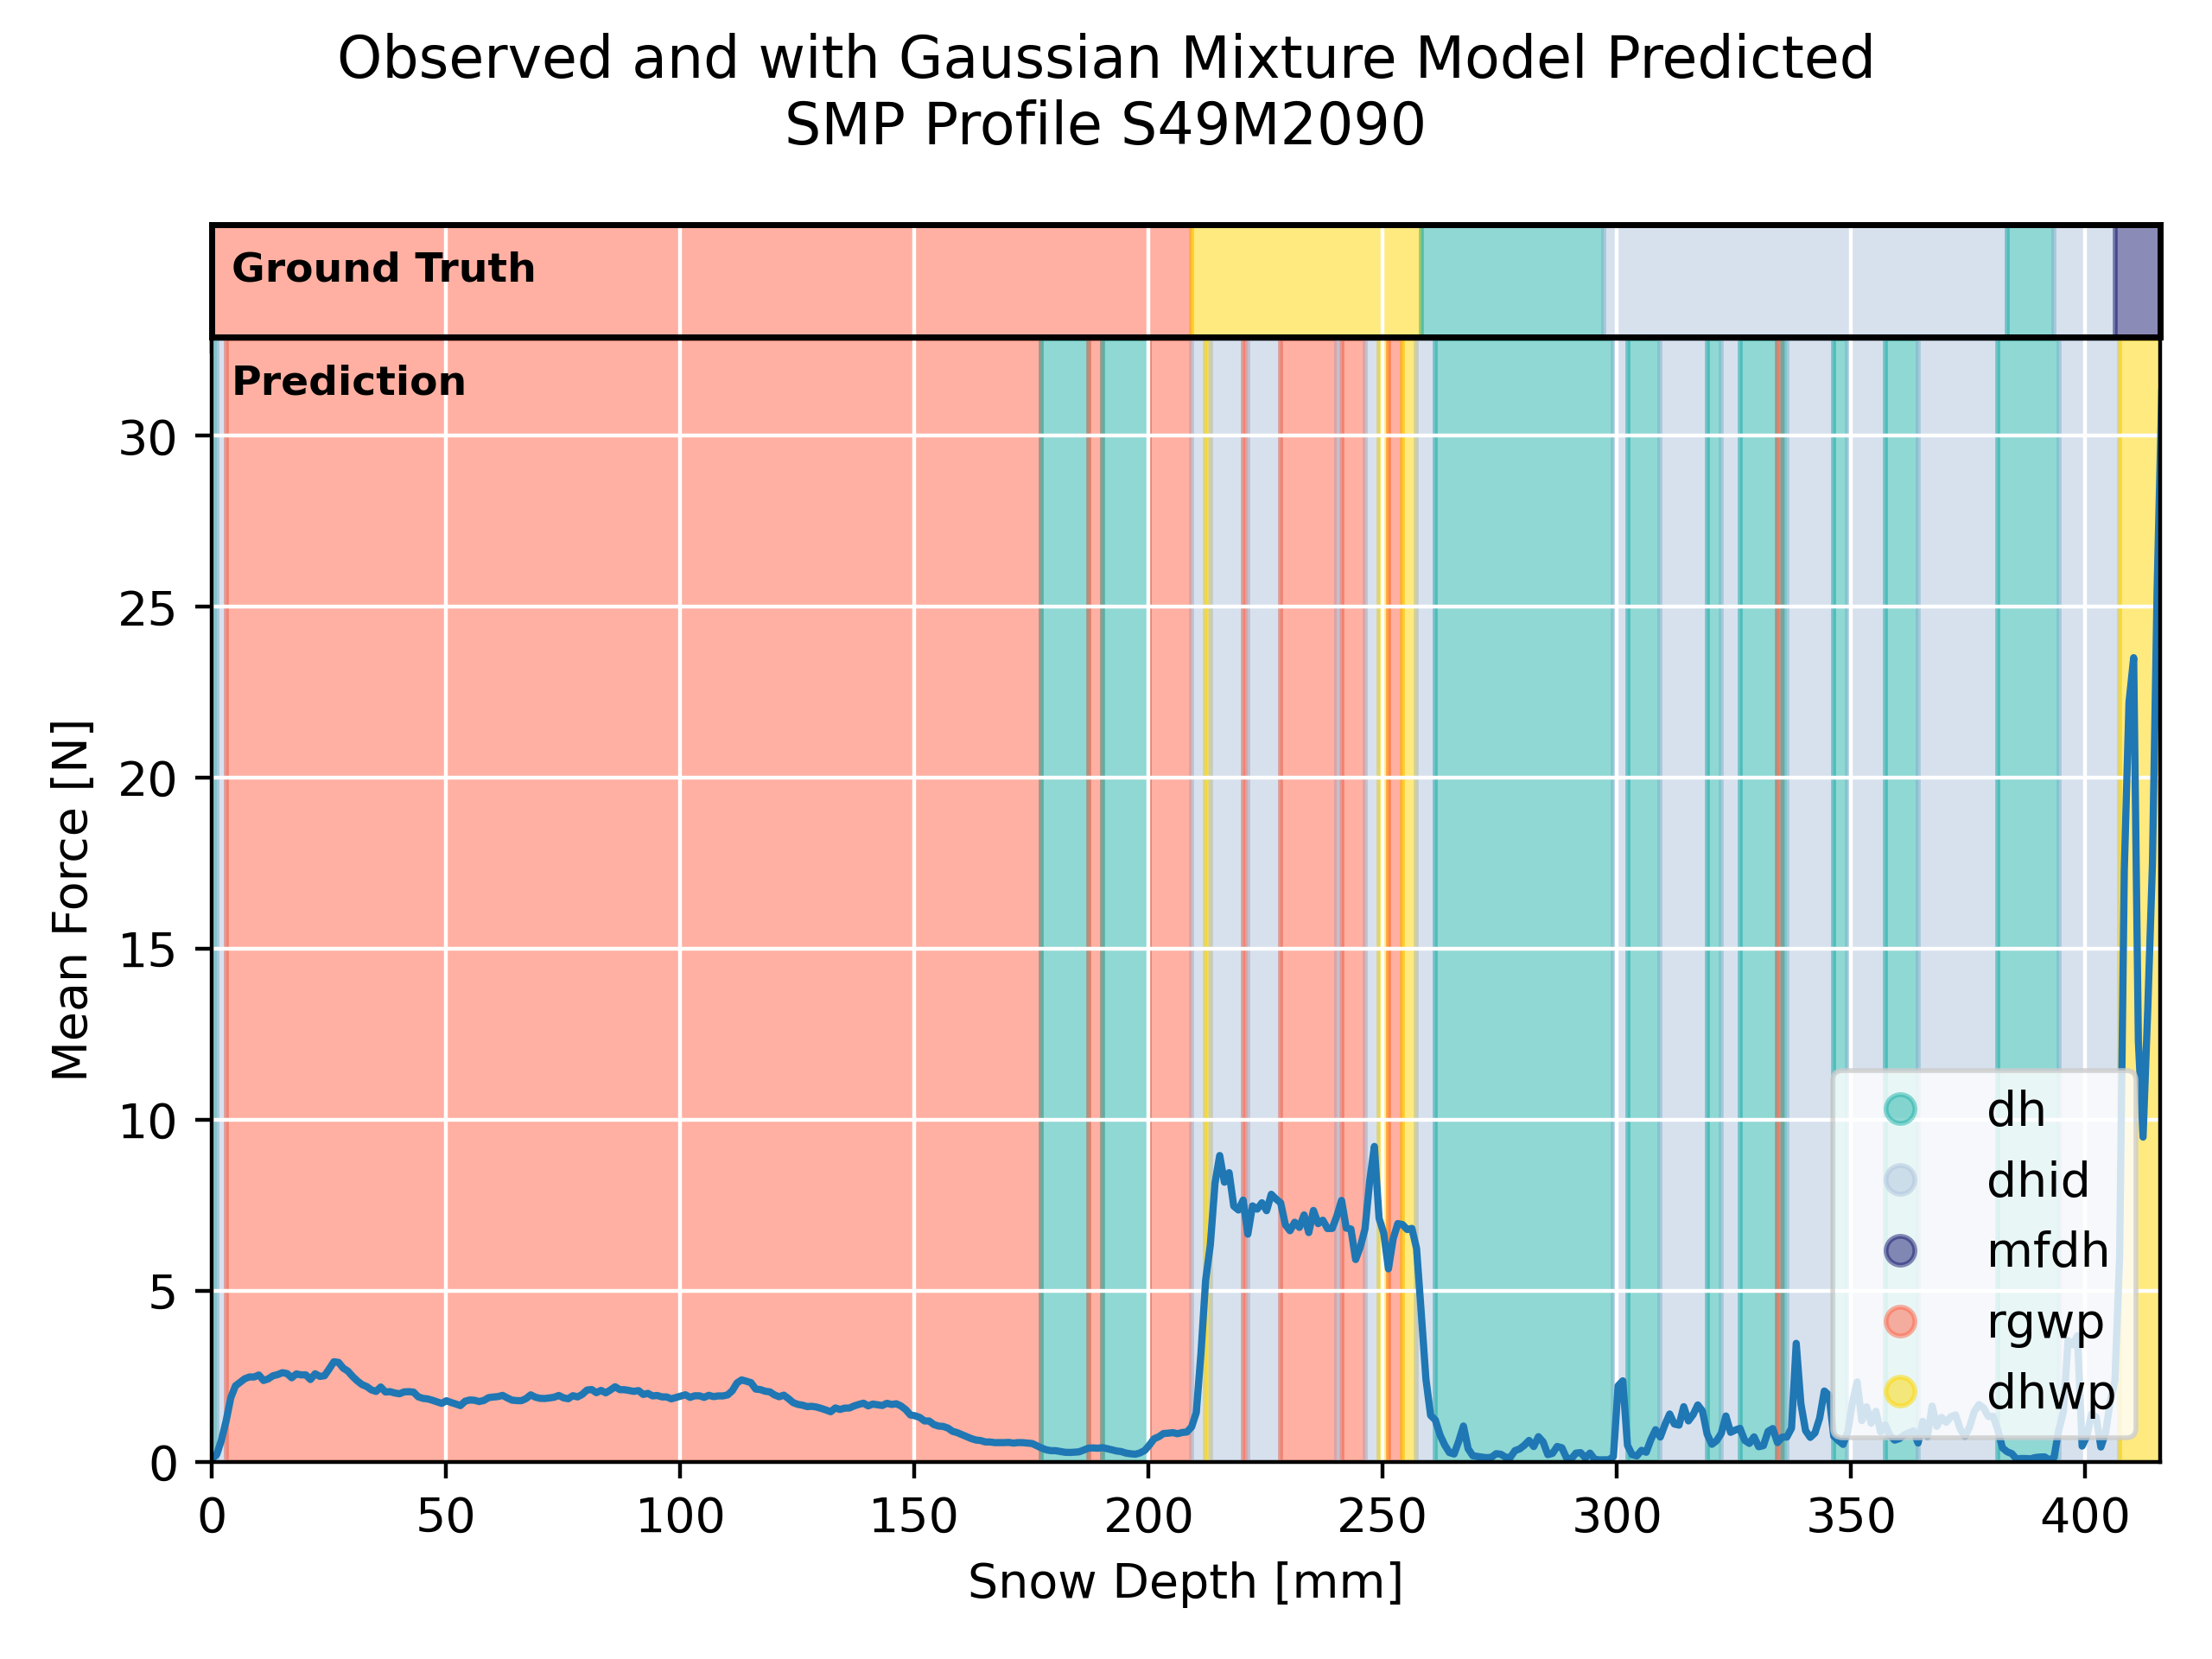 Observed and with Gaussian Mixture Model Predicted
SMP Profile S49M2090
Ground Truth
Prediction
30
25
20
15
10
5
0
Mean Force [N]
dh
dhid
mfdh
rgwp
dhwp
0 50 100 150 200 250 300 350 400
Snow Depth [mm]